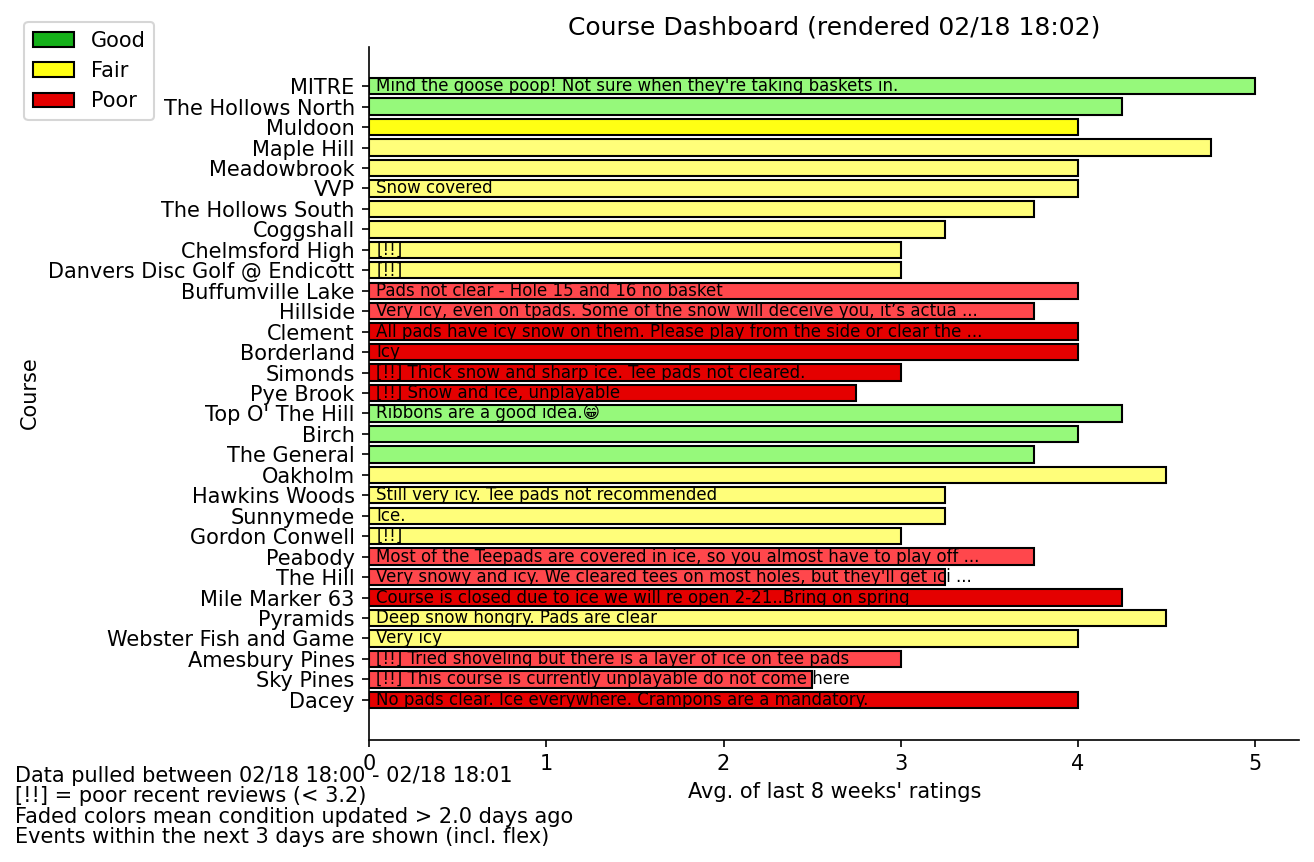 Course Dashboard (rendered 02/18 18:02)
Good
Fair
Poor
Course
MITRE Mind the goose poop! Not sure when they're taking baskets in.
The Hollows North
Muldoon
Maple Hill
Meadowbrook
VVP Snow covered
The Hollows South
Coggshall
Chelmsford High [!!]
Danvers Disc Golf @ Endicott [!!]
Buffumville Lake Pads not clear - Hole 15 and 16 no basket
Hillside Very icy, even on tpads. Some of the snow will deceive you, it’s actua ...
Clement All pads have icy snow on them. Please play from the side or clear the ...
Borderland Icy
Simonds [!!] Thick snow and sharp ice. Tee pads not cleared.
Pye Brook [!!] Snow and ice, unplayable
Top O' The Hill Ribbons are a good idea.😁
Birch
The General
Oakholm
Hawkins Woods Still very icy. Tee pads not recommended
Sunnymede Ice.
Gordon Conwell [!!]
Peabody Most of the Teepads are covered in ice, so you almost have to play off ...
The Hill Very snowy and icy. We cleared tees on most holes, but they'll get ici ...
Mile Marker 63 Course is closed due to ice we will re open 2-21..Bring on spring
Pyramids Deep snow hongry. Pads are clear
Webster Fish and Game Very icy
Amesbury Pines [!!] Tried shoveling but there is a layer of ice on tee pads
Sky Pines [!!] This course is currently unplayable do not come here
Dacey No pads clear. Ice everywhere. Crampons are a mandatory.
0 1 2 3 4 5
Avg. of last 8 weeks' ratings
Data pulled between 02/18 18:00 - 02/18 18:01
[!!] = poor recent reviews (< 3.2)
Faded colors mean condition updated > 2.0 days ago
Events within the next 3 days are shown (incl. flex)